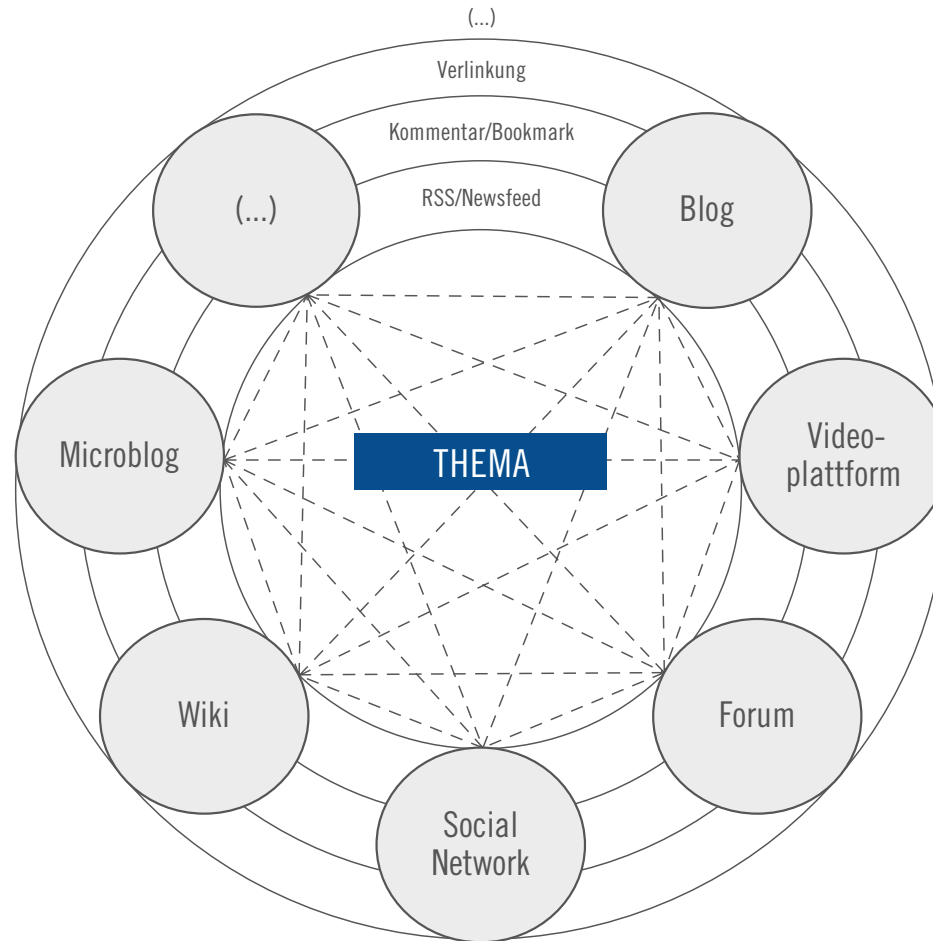 (...)
Verlinkung
Kommentar/Bookmark
RSS/Newsfeed
(...)
Blog
Microblog
THEMA
Video-
plattform
Wiki
Forum
Social
Network